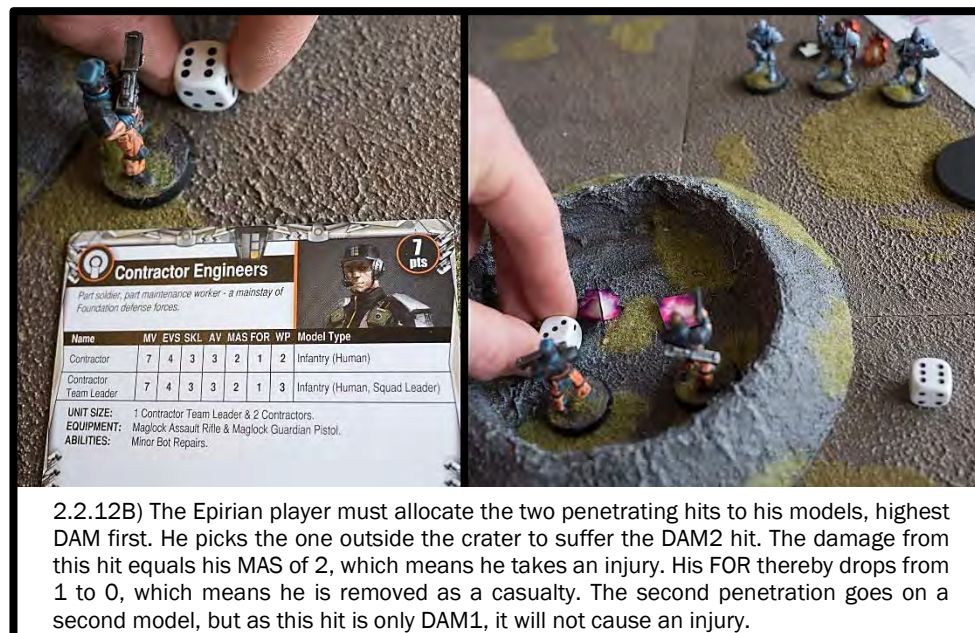 Contractor Engineers
7
pts
Part soldier, part maintenance worker - a mainstay of
Foundation defense forces.
Name MV EVS SKL AV MAS FOR WP Model Type
Contractor 7 4 3 3 2 1 2 Infantry (Human)
Contractor
Team Leader 7 4 3 3 2 1 3 Infantry (Human, Squad Leader)
UNIT SIZE: 1 Contractor Team Leader & 2 Contractors.
EQUIPMENT: Maglock Assault Rifle & Maglock Guardian Pistol.
ABILITIES: Minor Bot Repairs.
2.2.12B) The Epirian player must allocate the two penetrating hits to his models, highest
DAM first. He picks the one outside the crater to suffer the DAM2 hit. The damage from
this hit equals his MAS of 2, which means he takes an injury. His FOR thereby drops from
1 to 0, which means he is removed as a casualty. The second penetration goes on a
second model, but as this hit is only DAM1, it will not cause an injury.